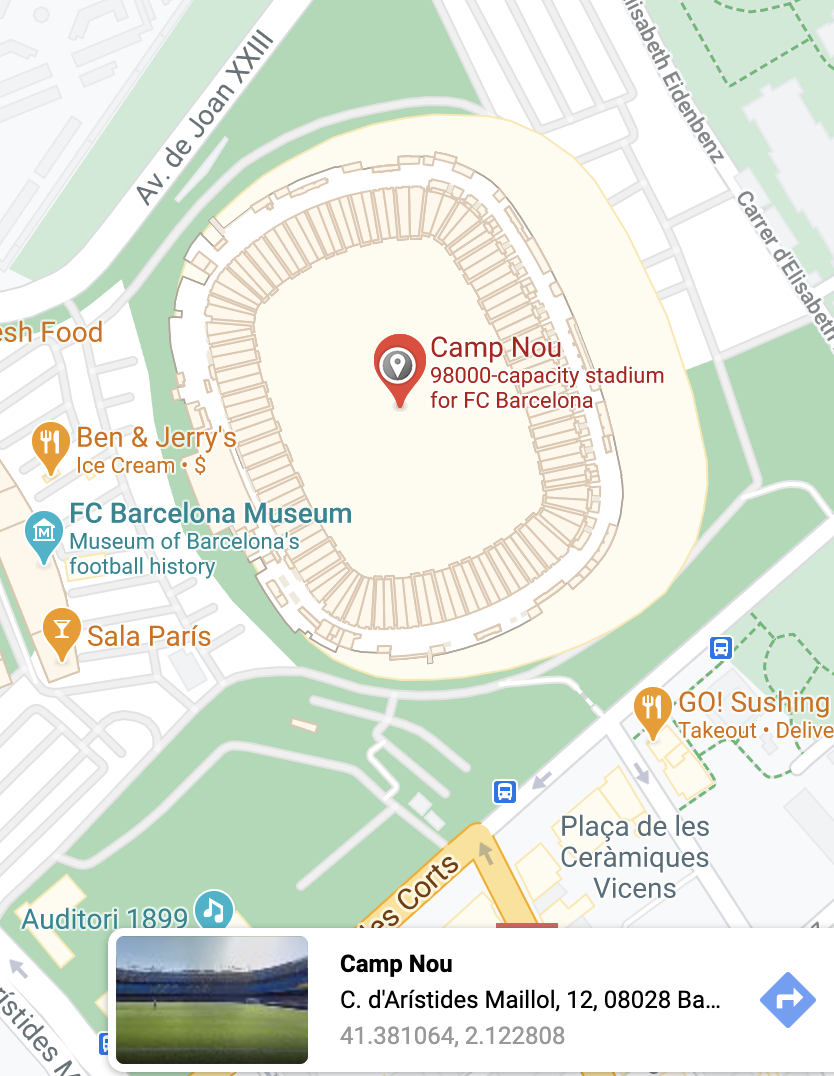 Elisabeth Eidenbenz
Av. de Joan XXIII
Carrer d'Elisabeth
esh Food
Camp Nou
98000-capacity stadium
for FC Barcelona
Ben & Jerry's
Ice Cream • $
FC Barcelona Museum
Museum of Barcelona's
football history
Sala París
GO! Sushing
Takeout • Delive
Plaça de les
Ceràmiques
Vicens
les Corts
Auditori 1899
rístides M
Camp Nou
C. d'Arístides Maillol, 12, 08028 Ba...
41.381064, 2.122808